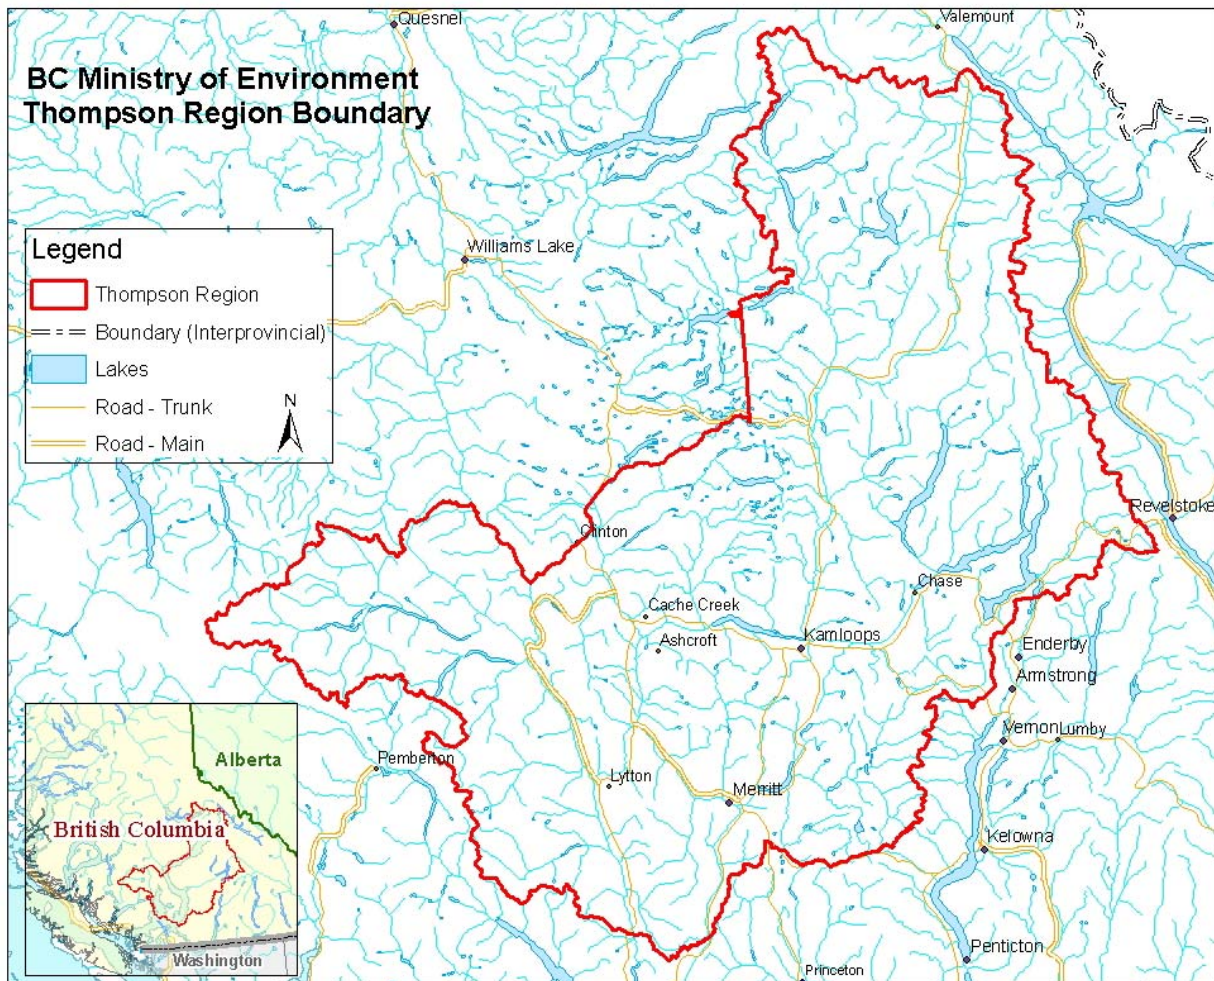 Quesnel
Valemount
BC Ministry of Environment
Thompson Region Boundary
Williams Lake
Legend
Thompson Region
Boundary (Interprovincial)
Lakes
Road - Trunk
Road - Main
N
Revelstoke
Clinton
Chase
Cache Creek
Ashcroft
Kamloops
Enderby
Armstrong
Vernon
Lumby
Pemberton
Lytton
Merritt
Kelowna
Penticton
Princeton
Alberta
British Columbia
Washington